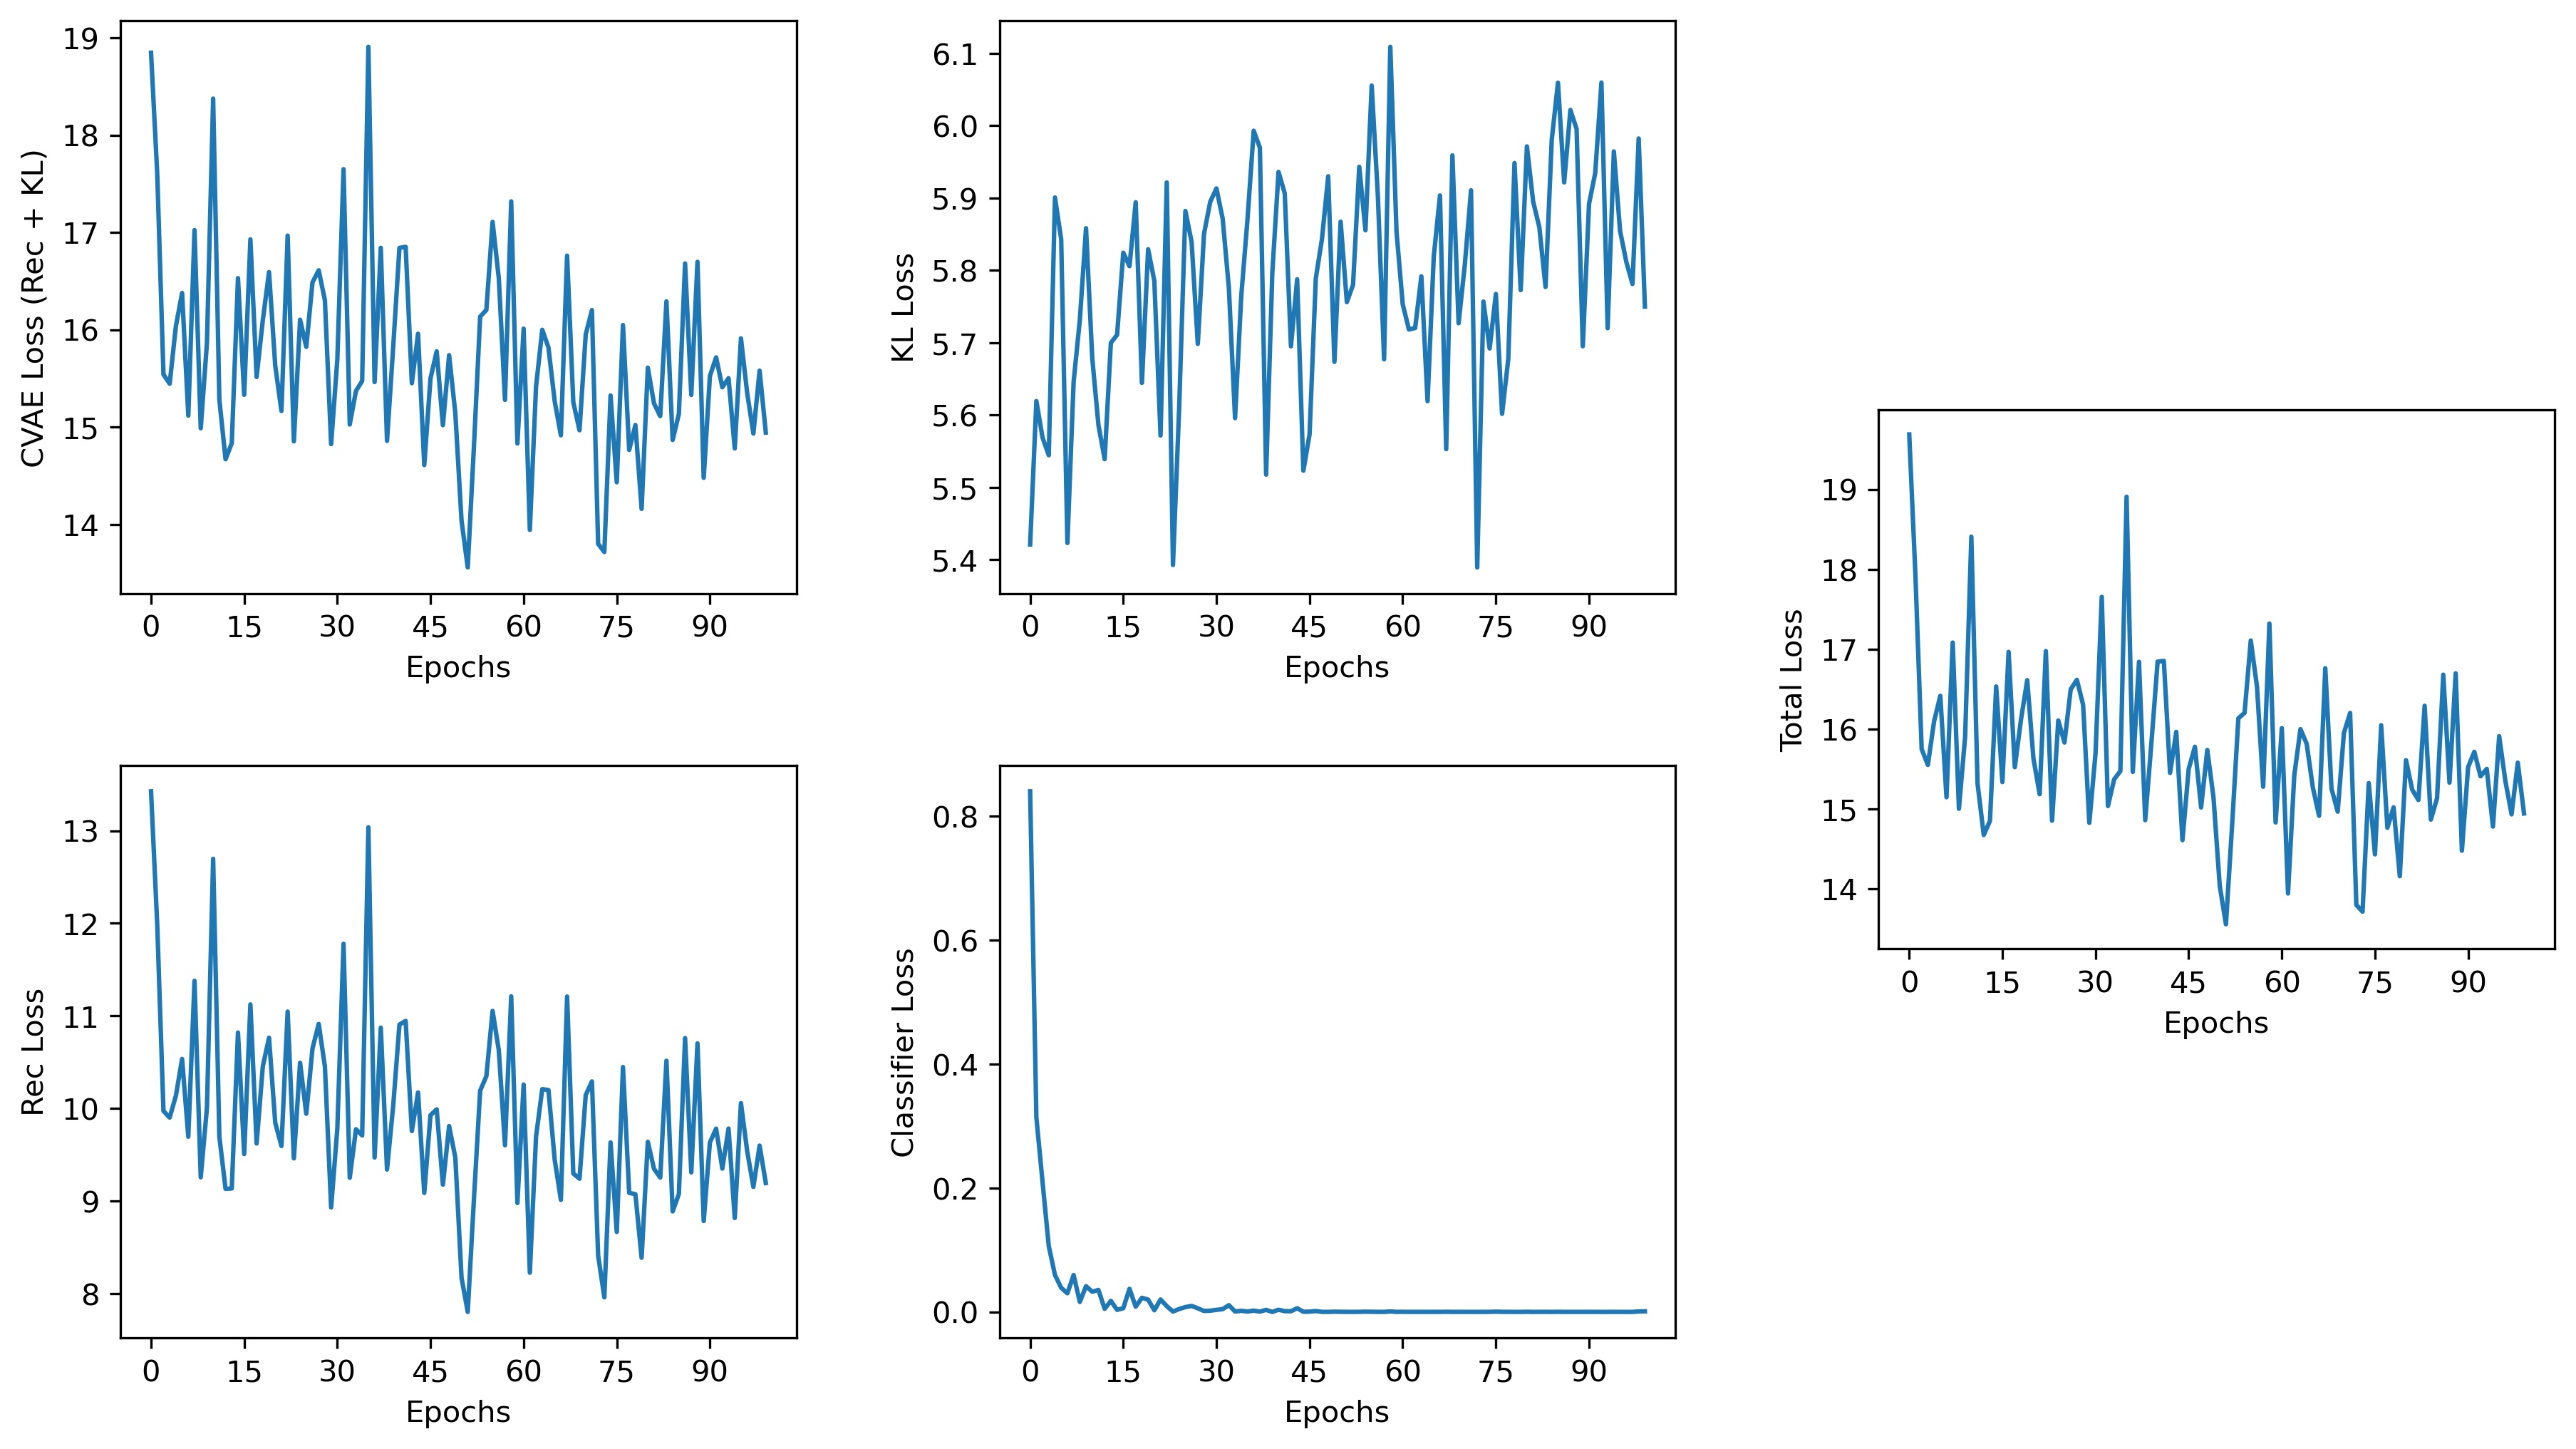 CVAE Loss (Rec + KL)
19
18
17
16
15
14
0 15 30 45 60 75 90
Epochs
KL Loss
6.1
6.0
5.9
5.8
5.7
5.6
5.5
5.4
0 15 30 45 60 75 90
Epochs
Rec Loss
13
12
11
10
9
8
0 15 30 45 60 75 90
Epochs
Classifier Loss
0.8
0.6
0.4
0.2
0.0
0 15 30 45 60 75 90
Epochs
Total Loss
19
18
17
16
15
14
0 15 30 45 60 75 90
Epochs